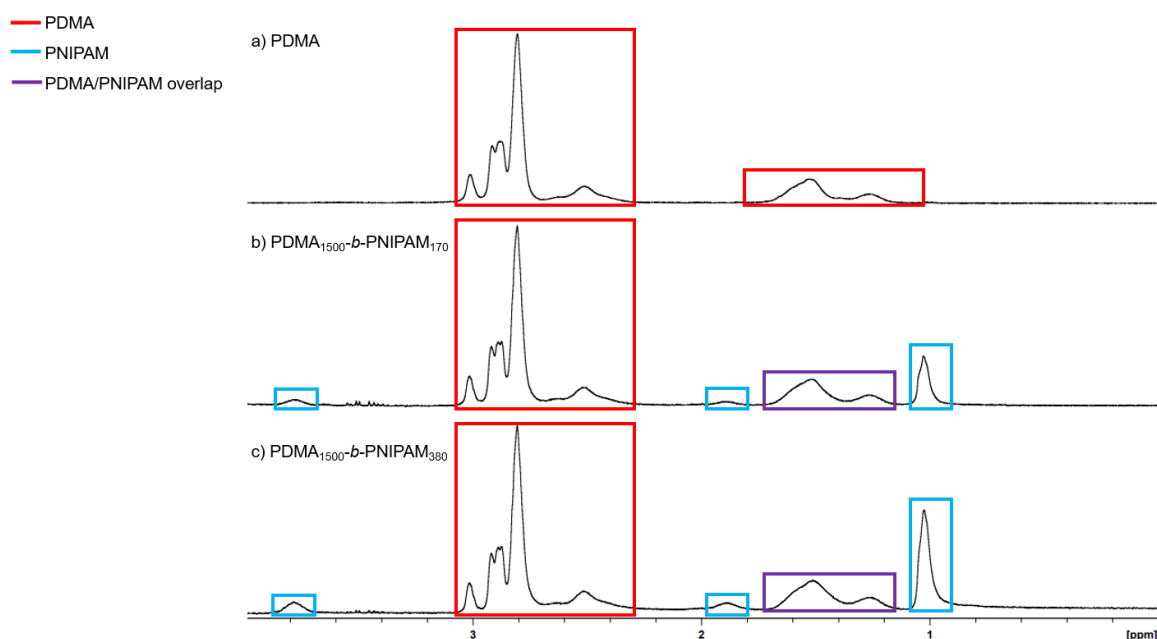 PDMA
PNIPAM
PDMA/PNIPAM overlap
a) PDMA
b) PDMA₁₅₀₀-b-PNIPAM₁₇₀
c) PDMA₁₅₀₀-b-PNIPAM₃₈₀
3 2 1 [ppm]